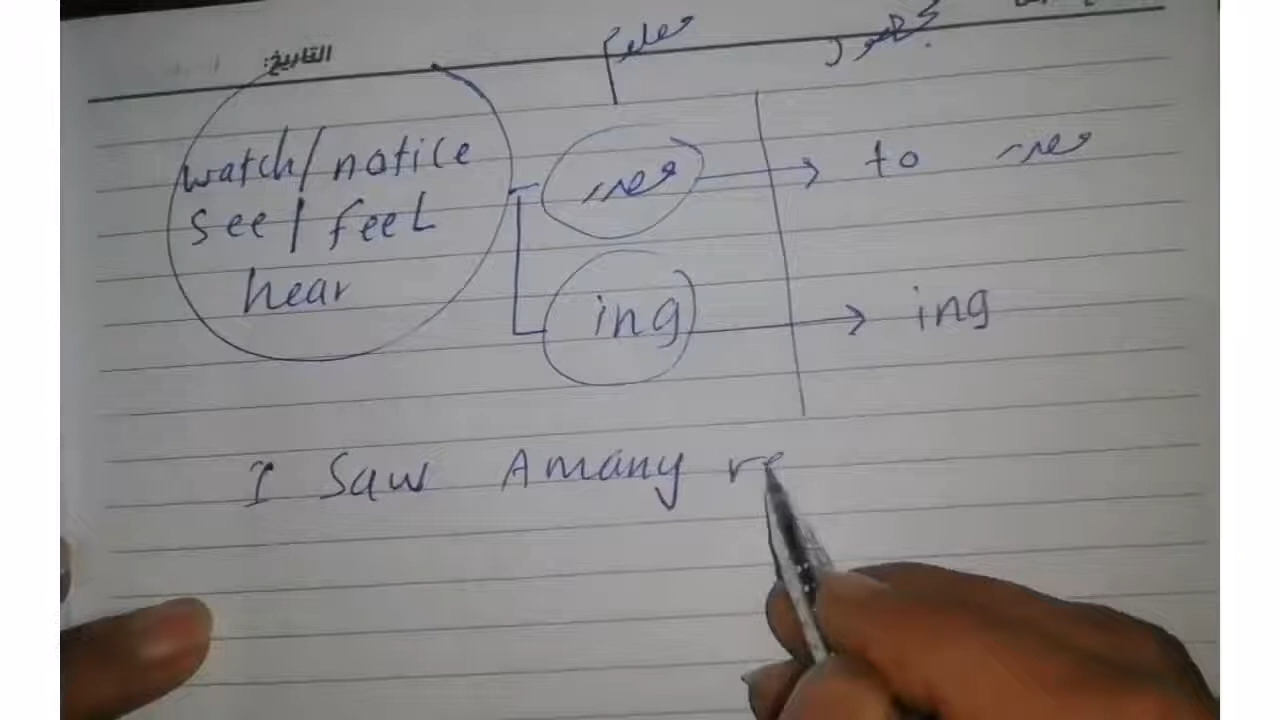 التاريخ:
معلوم مجهول
watch/notice مصدر → to مصدر
see/feel
hear ing → ing
I Saw Amany re